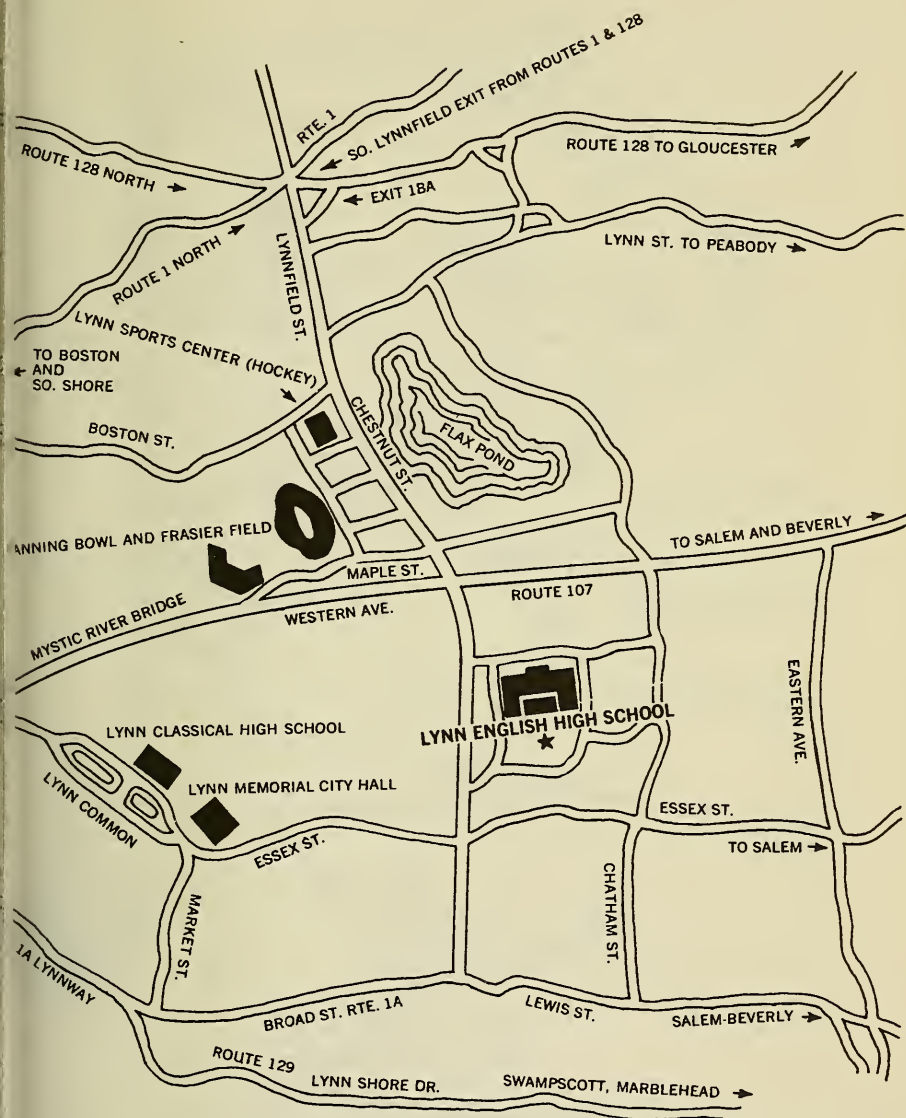 SO. LYNNFIELD EXIT FROM ROUTES 1 & 128
RTE. 1
ROUTE 128 NORTH
ROUTE 128 TO GLOUCESTER
EXIT 18A
ROUTE 1 NORTH
LYNNFIELD ST.
LYNN ST. TO PEABODY
LYNN SPORTS CENTER (HOCKEY)
TO BOSTON
AND
SO. SHORE
BOSTON ST.
CHESTNUT ST.
FLAX POND
ANNING BOWL AND FRASIER FIELD
TO SALEM AND BEVERLY
MAPLE ST.
ROUTE 107
WESTERN AVE.
MYSTIC RIVER BRIDGE
EASTERN AVE.
LYNN CLASSICAL HIGH SCHOOL
LYNN ENGLISH HIGH SCHOOL
LYNN MEMORIAL CITY HALL
LYNN COMMON
ESSEX ST.
ESSEX ST.
TO SALEM
MARKET ST.
CHATHAM ST.
1A LYNNWAY
BROAD ST. RTE. 1A
LEWIS ST.
SALEM-BEVERLY
ROUTE 129
LYNN SHORE DR.
SWAMPSCOTT, MARBLEHEAD